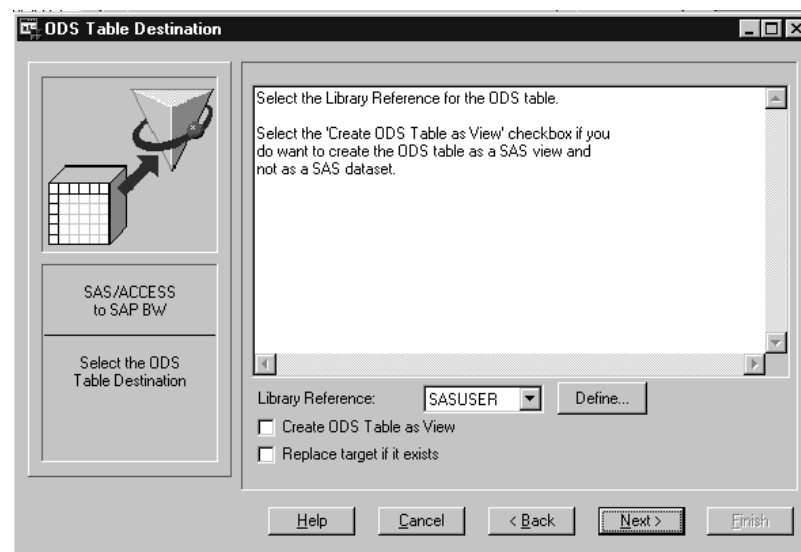 ODS Table Destination
Select the Library Reference for the ODS table.
Select the 'Create ODS Table as View' checkbox if you
do want to create the ODS table as a SAS view and
not as a SAS dataset.
SAS/ACCESS
to SAP BW
Select the ODS
Table Destination
Library Reference: SASUSER Define...
Create ODS Table as View
Replace target if it exists
Help Cancel < Back Next > Finish